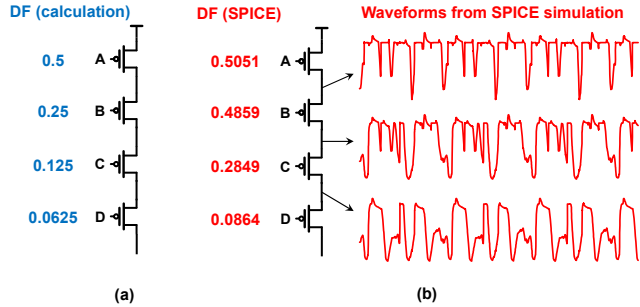 DF (calculation) DF (SPICE) Waveforms from SPICE simulation
0.5 A 0.5051 A
0.25 B 0.4859 B
0.125 C 0.2849 C
0.0625 D 0.0864 D
(a) (b)